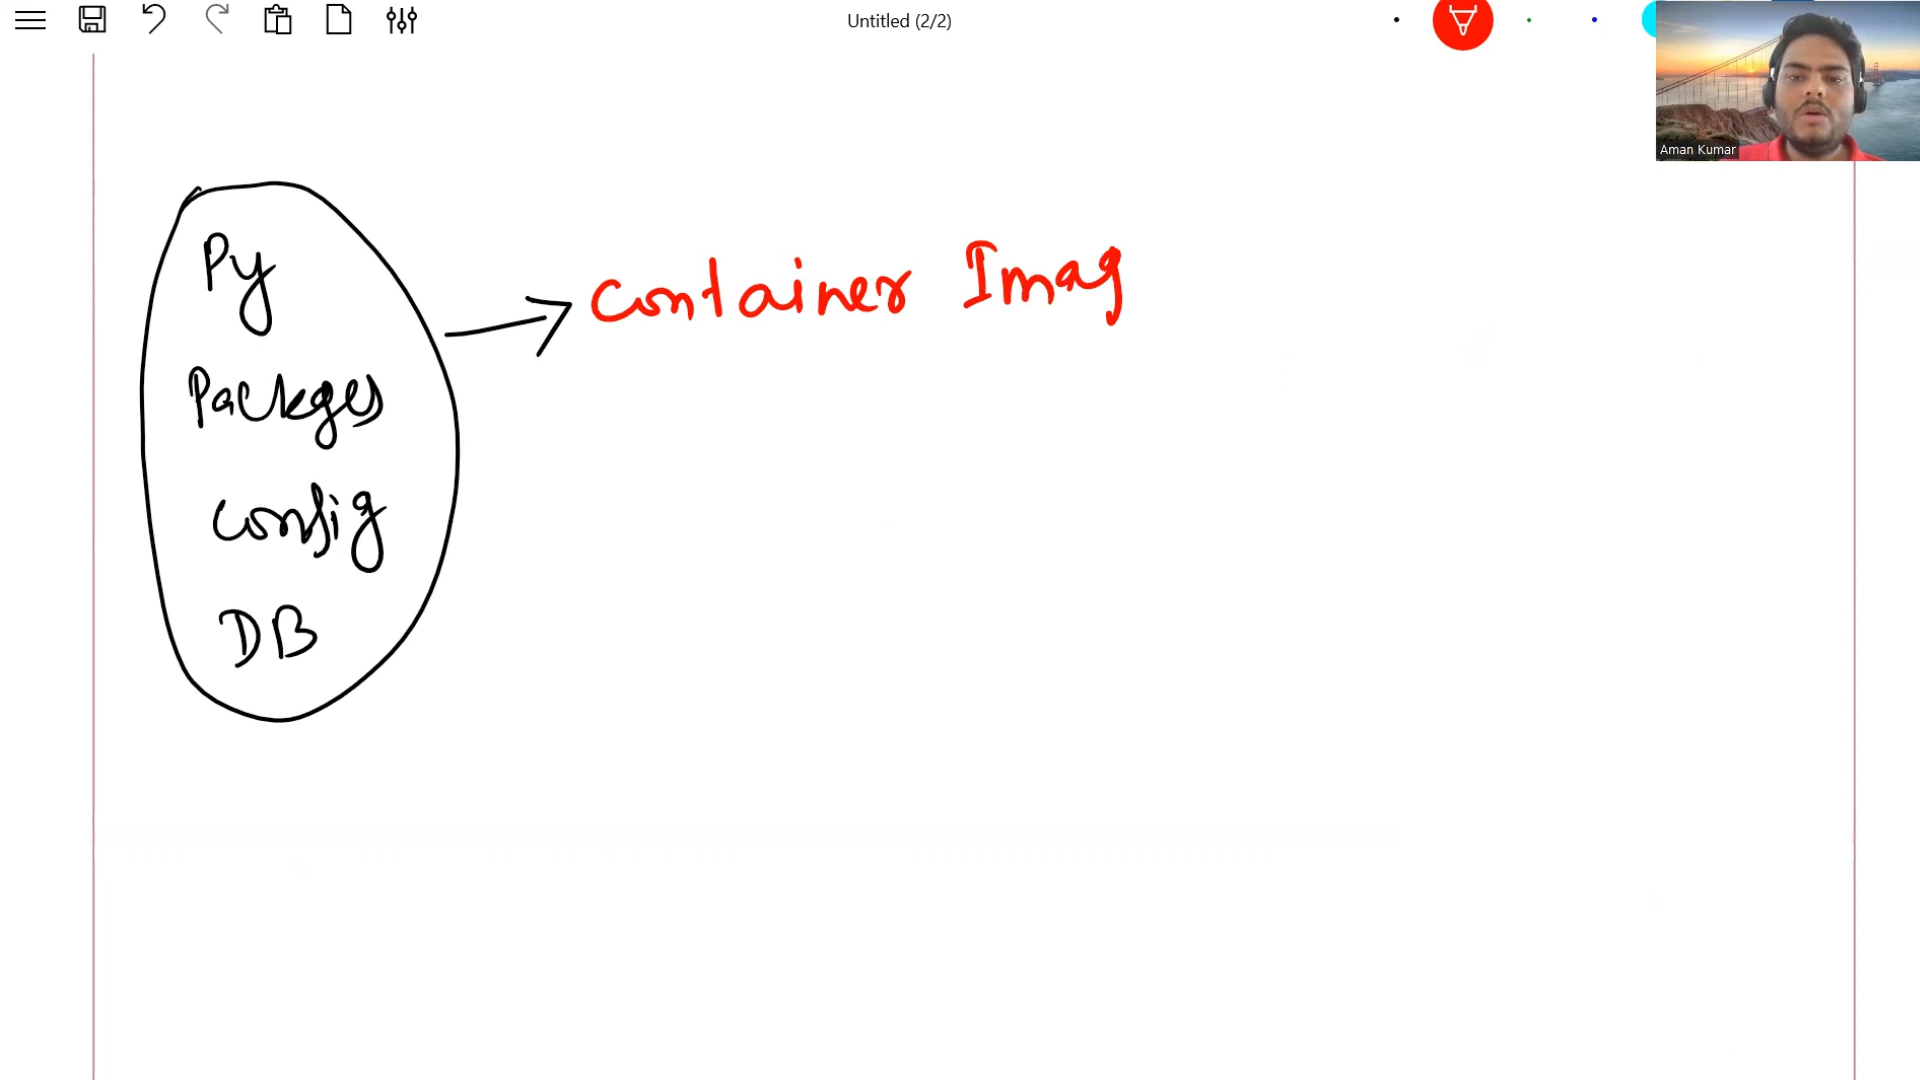 Untitled (2/2)
Aman Kumar
Py
Container Imag
Packges
Config
DB